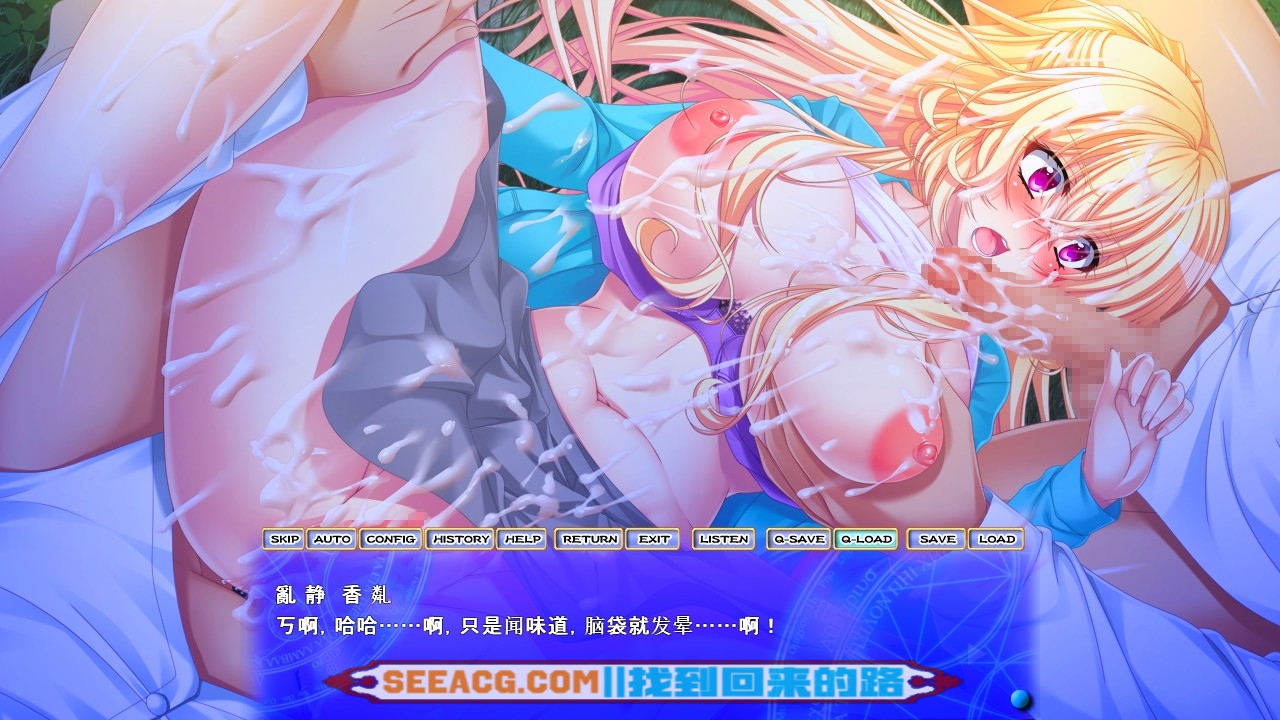 SKIP AUTO CONFIG HISTORY HELP RETURN EXIT LISTEN Q-SAVE Q-LOAD SAVE LOAD
亂 静 香 亃
丂啊, 哈哈……啊, 只是闻味道, 脑袋就发晕……啊！
SEEACG.COM||找到回来的路